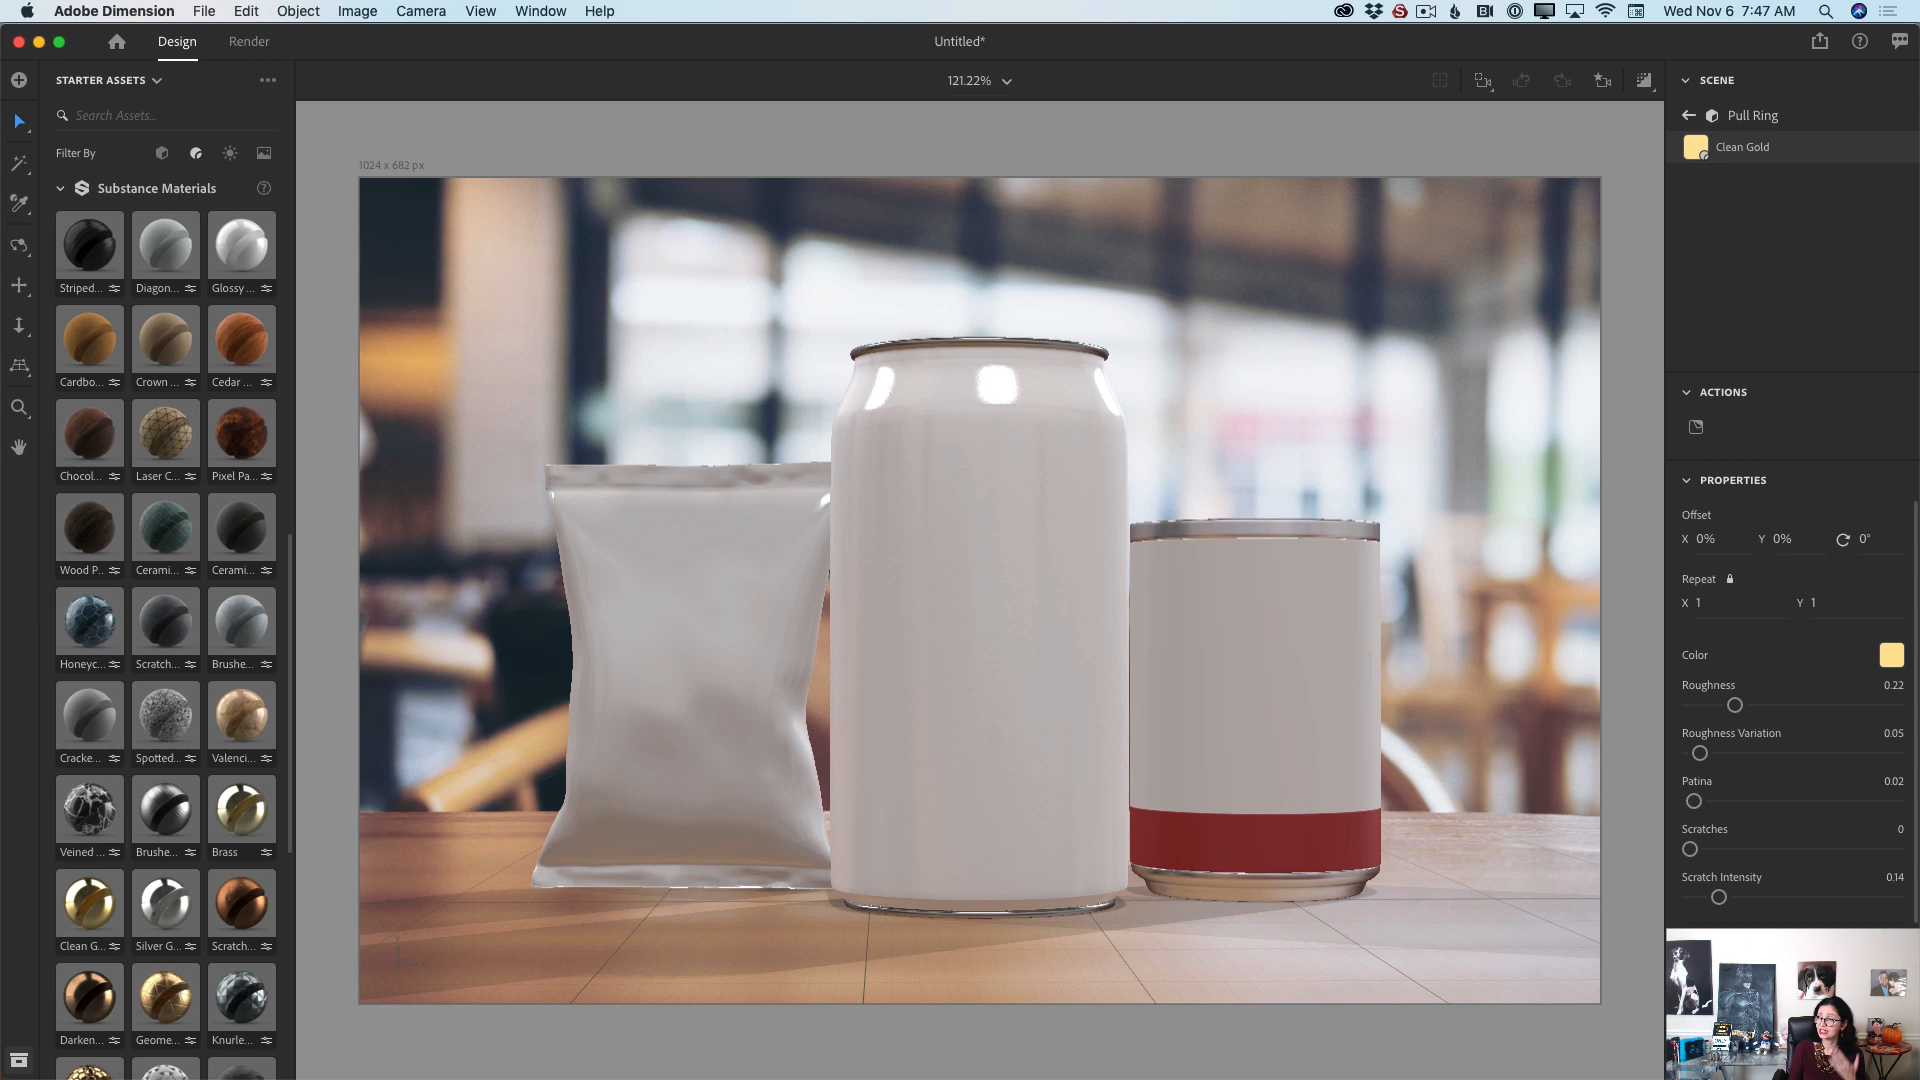 Adobe Dimension File Edit Object Image Camera View Window Help
Wed Nov 6 7:47 AM
Design Render
Untitled*
STARTER ASSETS
121.22%
Search Assets...
Filter By
Substance Materials
Striped... Diagon... Glossy ...
Cardbo... Crown ... Cedar ...
Chocol... Laser C... Pixel Pa...
Wood P... Cerami... Cerami...
Honeyc... Scratch... Brushe...
Cracke... Spotted... Valenci...
Veined ... Brushe... Brass
Clean G... Silver G... Scratch...
Darken... Geome... Knurle...
1024 x 682 px
SCENE
Pull Ring
Clean Gold
ACTIONS
PROPERTIES
Offset
X 0% Y 0% 0°
Repeat
X 1 Y 1
Color
Roughness 0.22
Roughness Variation 0.05
Patina 0.02
Scratches 0
Scratch Intensity 0.14